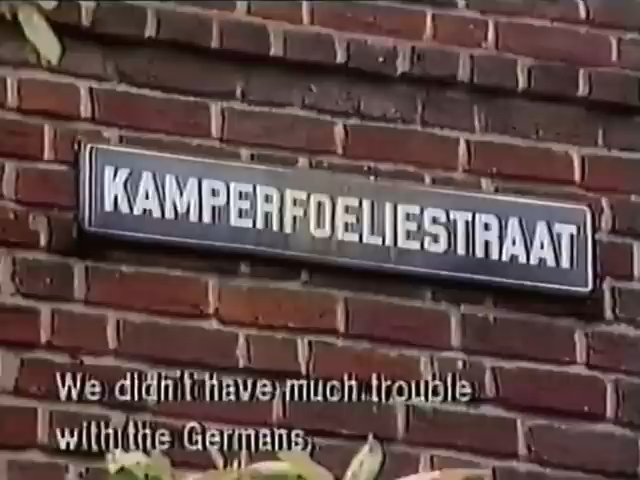 KAMPERFOELIESTRAAT
We didn't have much trouble
with the Germans.